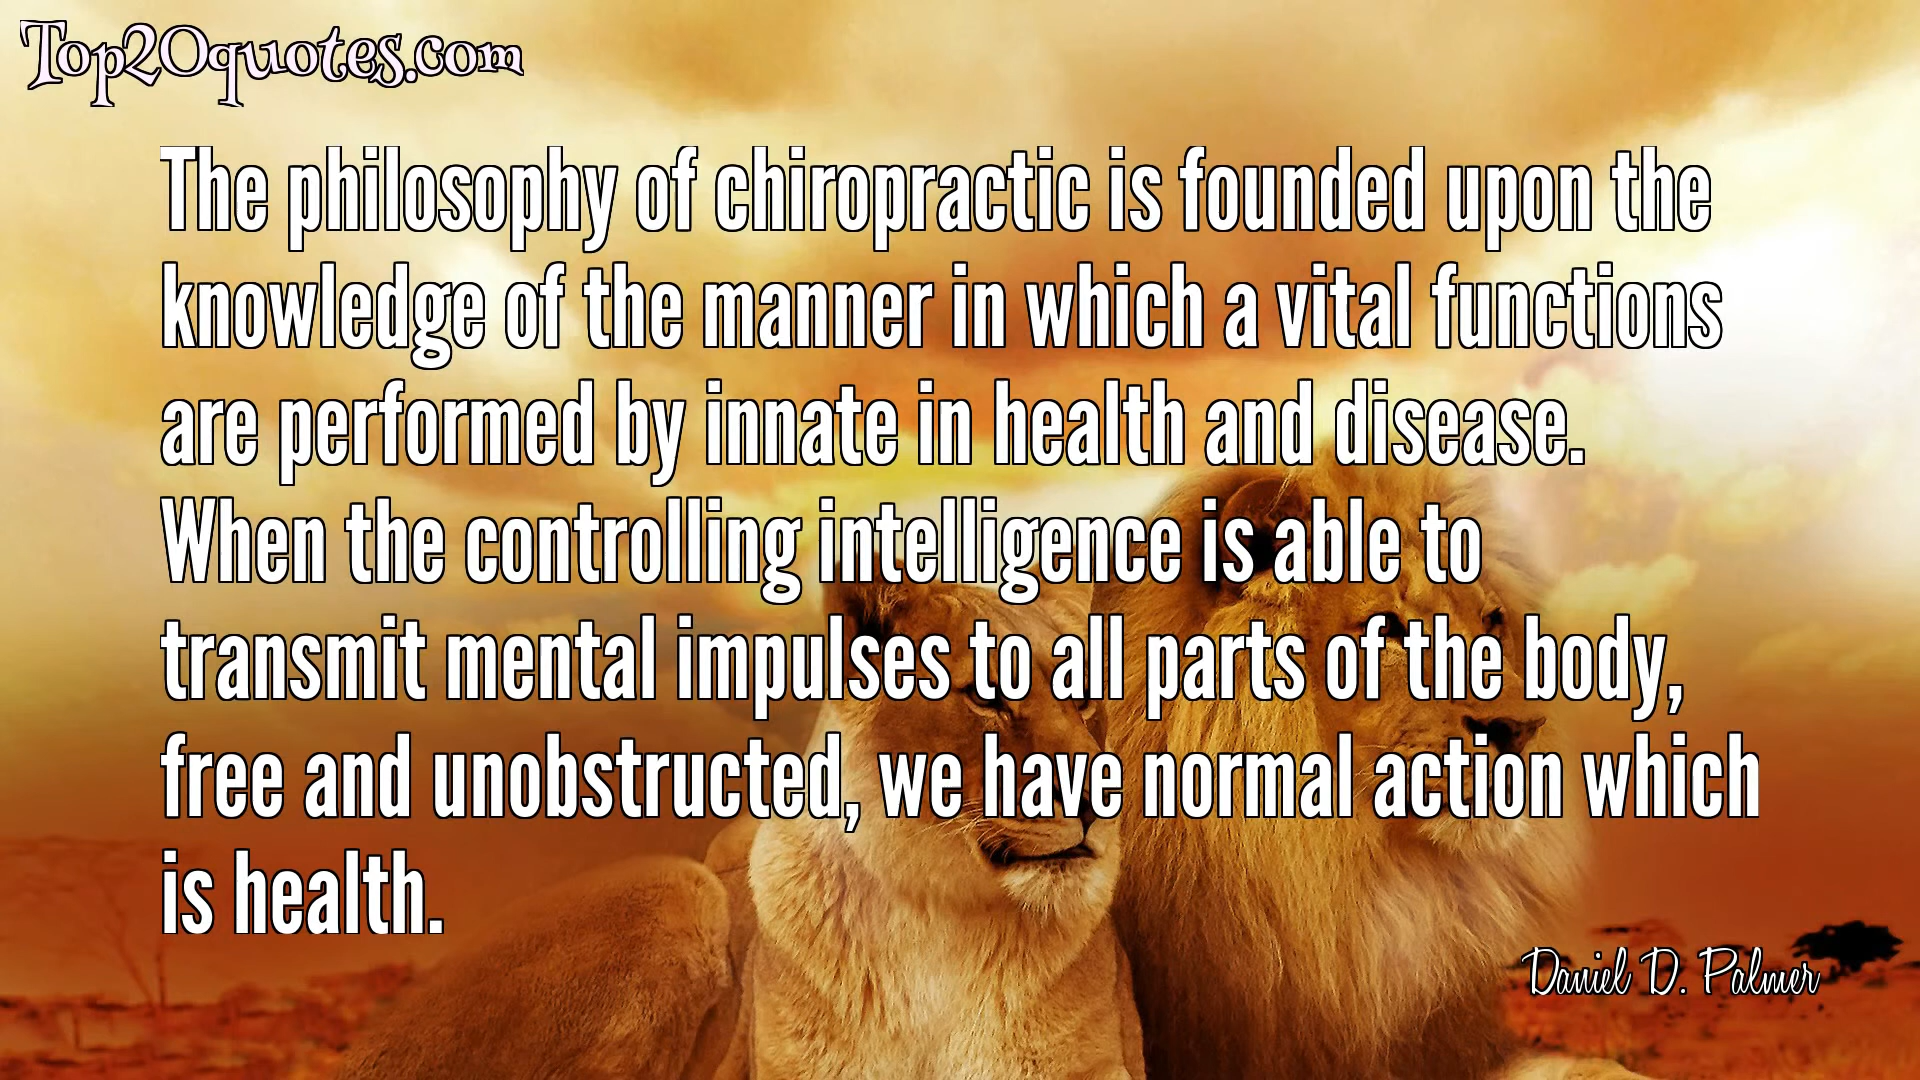 Top20quotes.com
The philosophy of chiropractic is founded upon the
knowledge of the manner in which a vital functions
are performed by innate in health and disease.
When the controlling intelligence is able to
transmit mental impulses to all parts of the body,
free and unobstructed, we have normal action which
is health.
Daniel D. Palmer